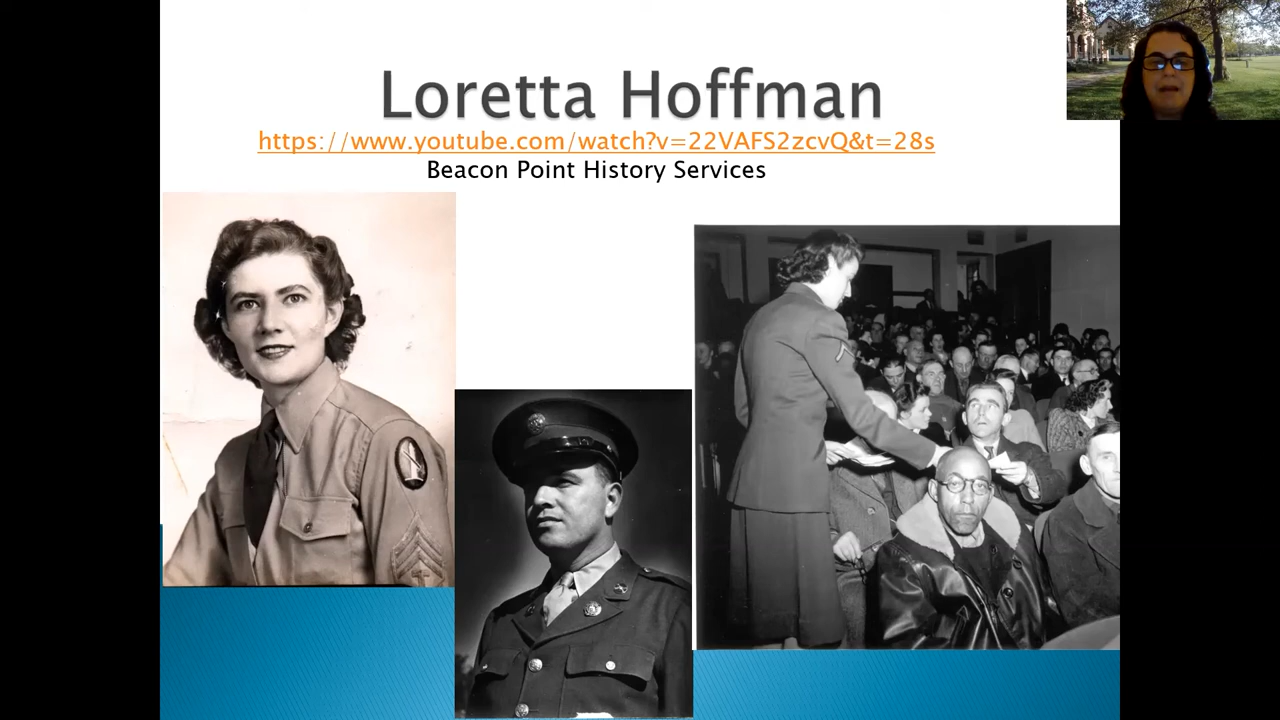 Loretta Hoffman
https://www.youtube.com/watch?v=22VAFS2zcvQ&t=28s
Beacon Point History Services